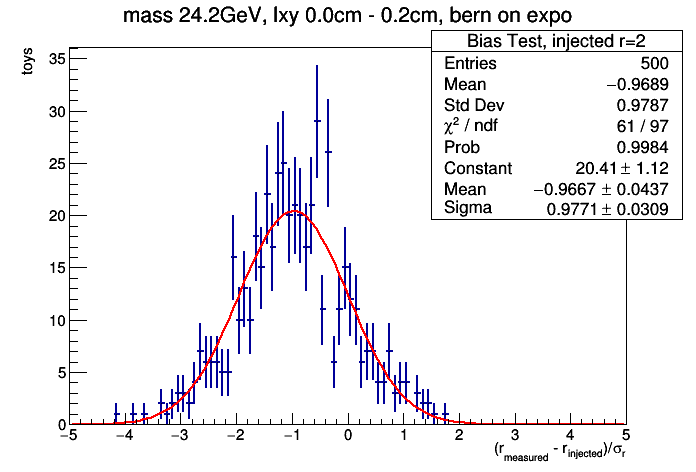 mass 24.2GeV, lxy 0.0cm - 0.2cm, bern on expo
Bias Test, injected r=2
Entries 500
Mean −0.9689
Std Dev 0.9787
χ² / ndf 61 / 97
Prob 0.9984
Constant 20.41 ± 1.12
Mean −0.9667 ± 0.0437
Sigma 0.9771 ± 0.0309
toys
35
30
25
20
15
10
5
0
−5 −4 −3 −2 −1 0 1 2 3 4 5
(r_measured - r_injected)/σ_r